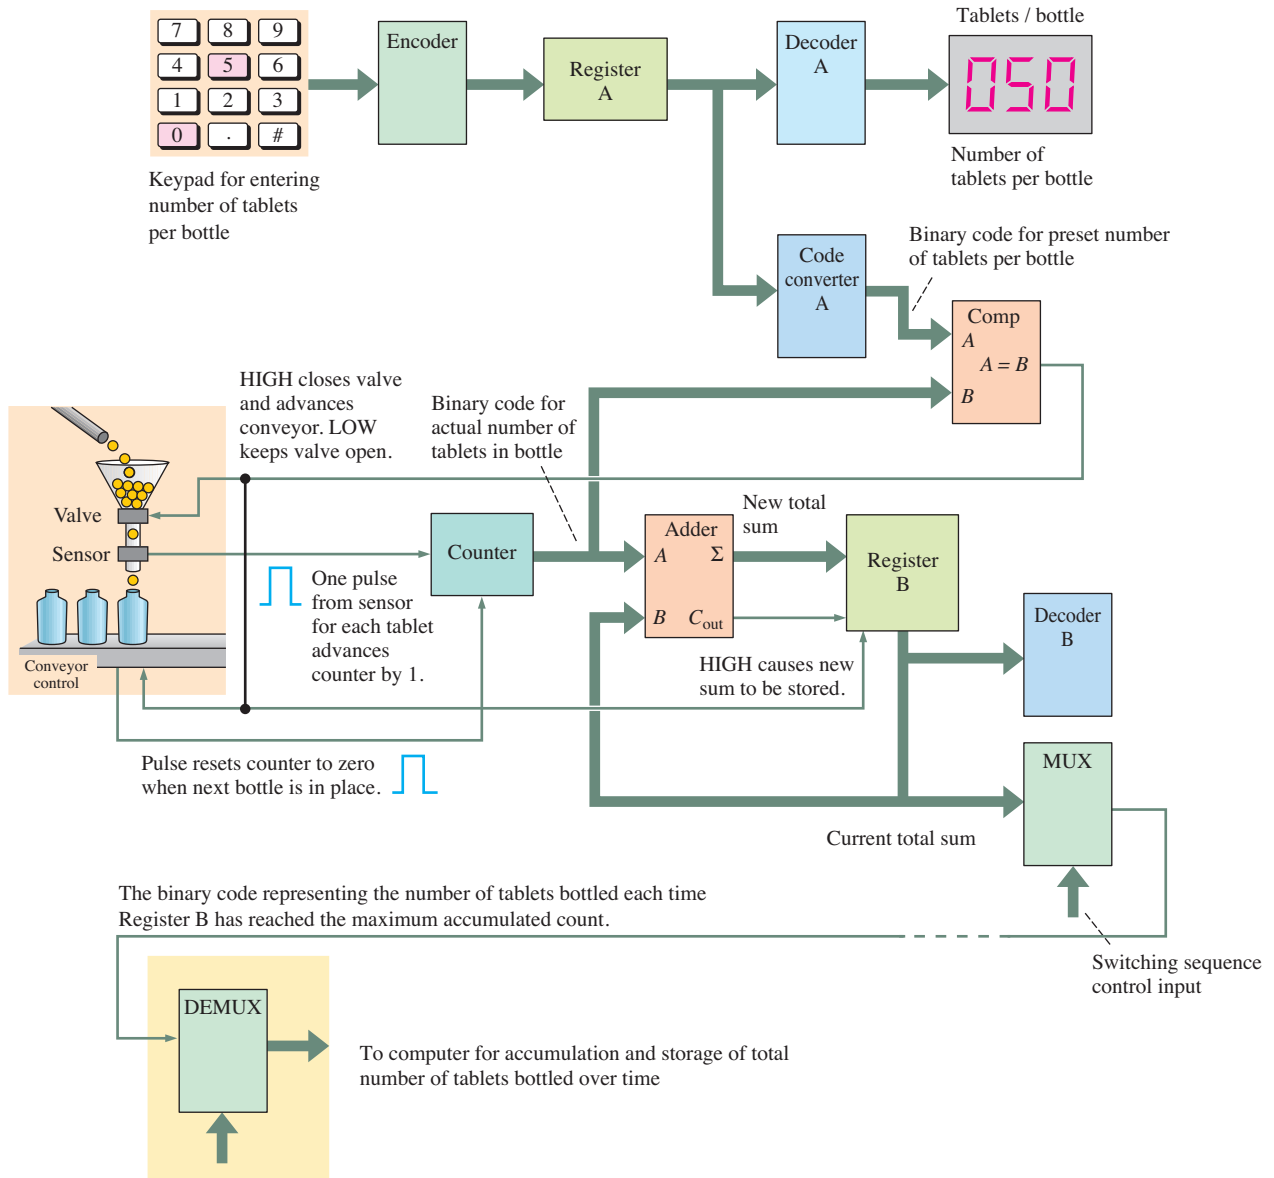 Tablets / bottle
7 8 9
4 5 6
1 2 3
0 . #
Encoder
Register
A
Decoder
A
050
Keypad for entering
number of tablets
per bottle
Number of
tablets per bottle
Code
converter
A
Binary code for preset number
of tablets per bottle
Comp
A
A = B
B
HIGH closes valve
and advances
conveyor. LOW
keeps valve open.
Binary code for
actual number of
tablets in bottle
Valve
Sensor
Conveyor
control
Counter
One pulse
from sensor
for each tablet
advances
counter by 1.
New total
sum
Adder
A Σ
B Cout
Register
B
HIGH causes new
sum to be stored.
Decoder
B
Pulse resets counter to zero
when next bottle is in place.
MUX
Current total sum
The binary code representing the number of tablets bottled each time
Register B has reached the maximum accumulated count.
Switching sequence
control input
DEMUX
To computer for accumulation and storage of total
number of tablets bottled over time